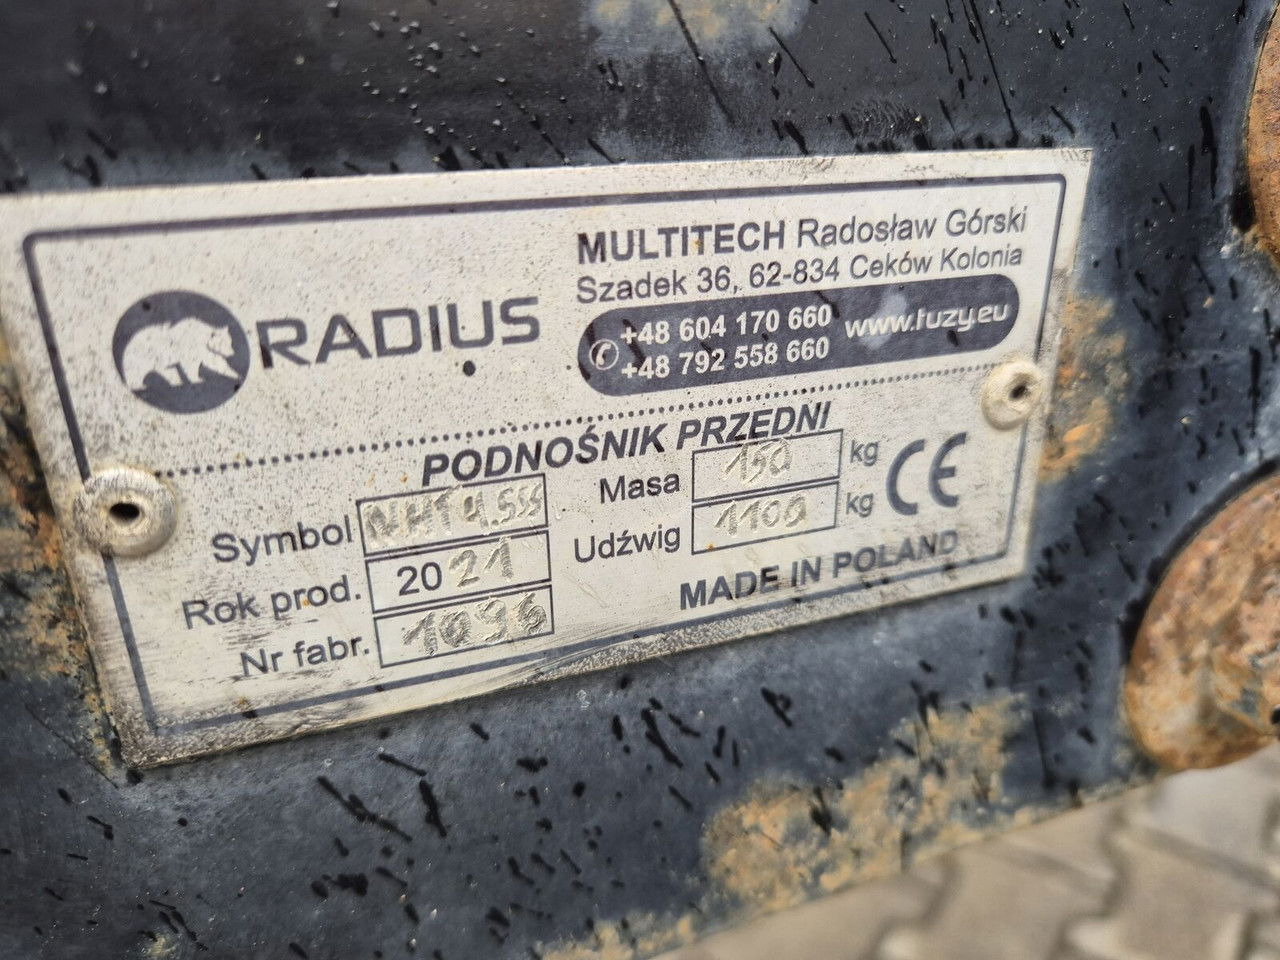 RADIUS
MULTITECH Radosław Górski
Szadek 36, 62-834 Ceków Kolonia
+48 604 170 660
+48 792 558 660
www.tuzy.eu
PODNOŚNIK PRZEDNI
Symbol
Rok prod. 2021
Nr fabr. 1096
Masa 150 kg
Udźwig 1100 kg
CE
MADE IN POLAND